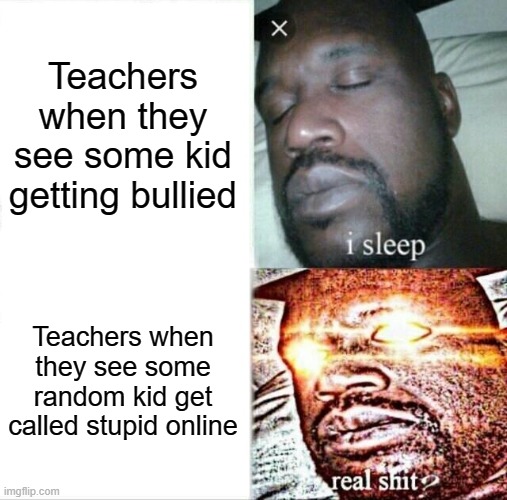 Teachers
when they
see some kid
getting bullied
i sleep
Teachers when
they see some
random kid get
called stupid online
real shit?
imgflip.com